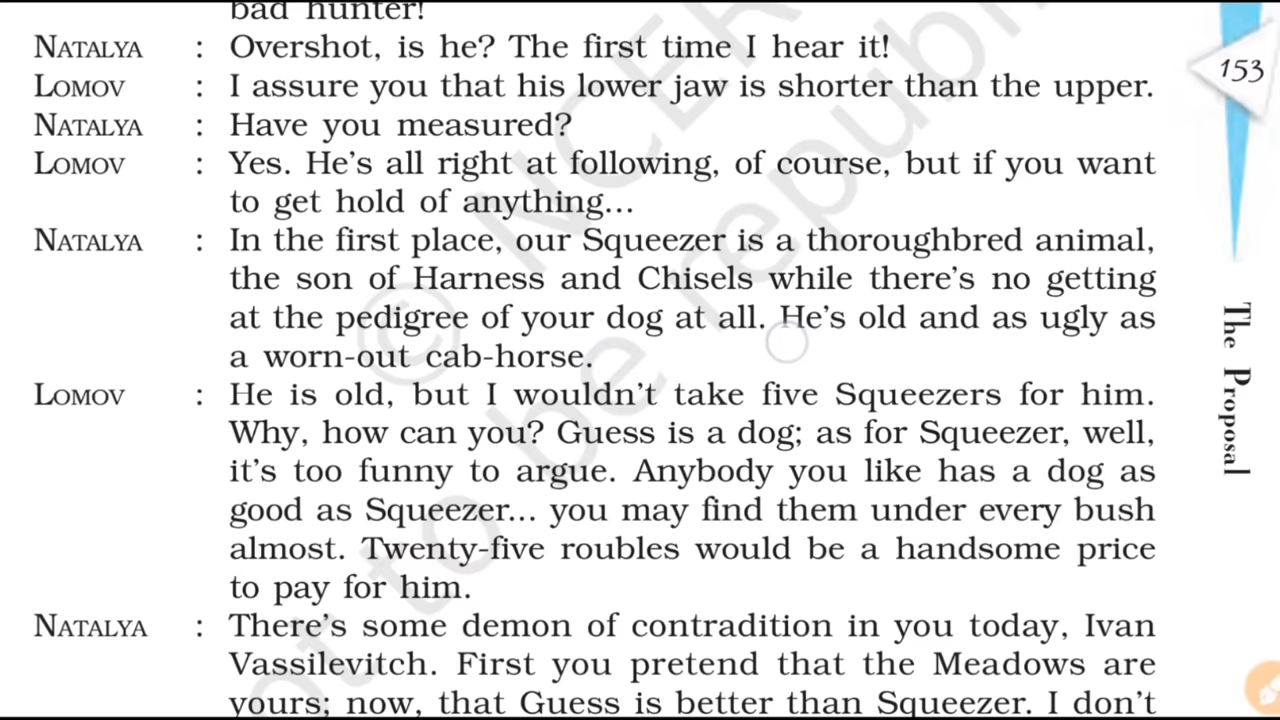 bad hunter!
NATALYA : Overshot, is he? The first time I hear it!
LOMOV : I assure you that his lower jaw is shorter than the upper.
NATALYA : Have you measured?
LOMOV : Yes. He's all right at following, of course, but if you want
to get hold of anything...
NATALYA : In the first place, our Squeezer is a thoroughbred animal,
the son of Harness and Chisels while there's no getting
at the pedigree of your dog at all. He's old and as ugly as
a worn-out cab-horse.
LOMOV : He is old, but I wouldn't take five Squeezers for him.
Why, how can you? Guess is a dog; as for Squeezer, well,
it's too funny to argue. Anybody you like has a dog as
good as Squeezer... you may find them under every bush
almost. Twenty-five roubles would be a handsome price
to pay for him.
NATALYA : There's some demon of contradition in you today, Ivan
Vassilevitch. First you pretend that the Meadows are
yours; now, that Guess is better than Squeezer. I don't
153
The Proposal
© NCER
not to be republi